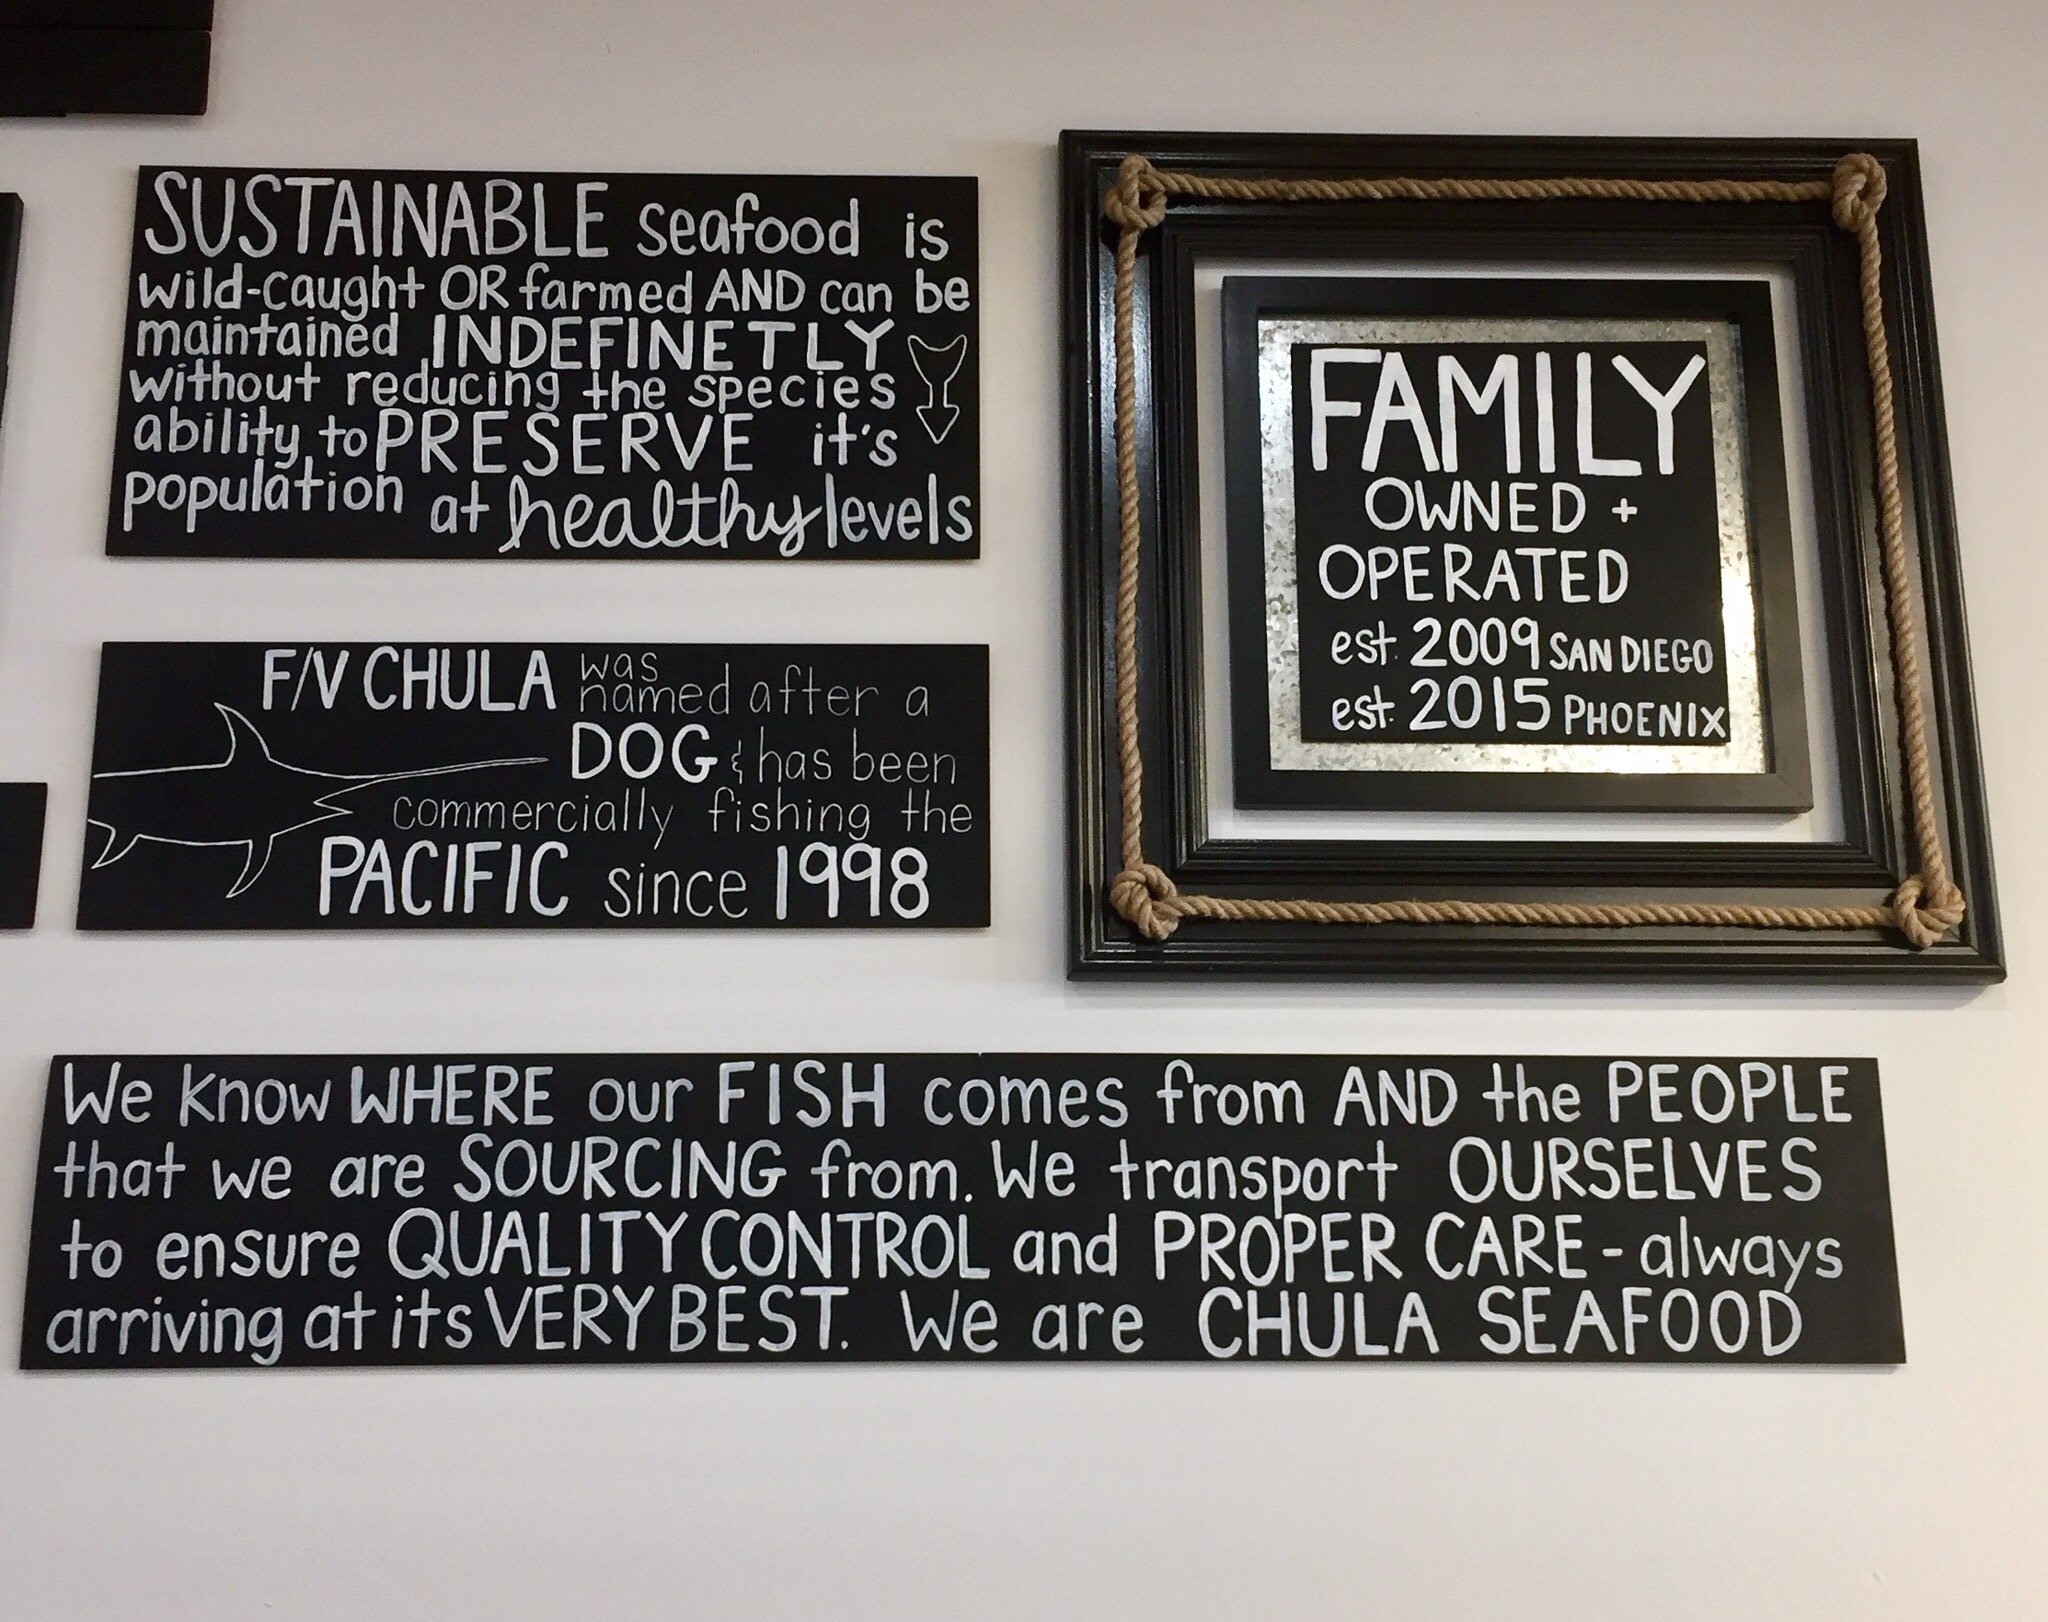 SUSTAINABLE seafood is
wild-caught OR farmed AND can be
maintained INDEFINETLY
without reducing the species
ability to PRESERVE it's
population at healthy levels
F/V CHULA was named after a
DOG & has been
commercially fishing the
PACIFIC since 1998
FAMILY
OWNED +
OPERATED
est. 2009 SAN DIEGO
est. 2015 PHOENIX
We know WHERE our FISH comes from AND the PEOPLE
that we are SOURCING from. We transport OURSELVES
to ensure QUALITY CONTROL and PROPER CARE - always
arriving at its VERY BEST. We are CHULA SEAFOOD